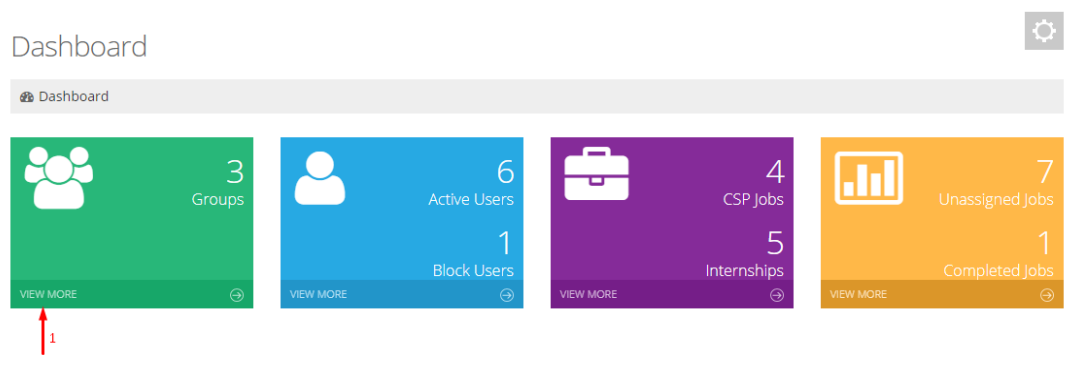 Dashboard
Dashboard
3
Groups
VIEW MORE
6
Active Users
1
Block Users
VIEW MORE
4
CSP Jobs
5
Internships
VIEW MORE
7
Unassigned Jobs
1
Completed Jobs
VIEW MORE
1